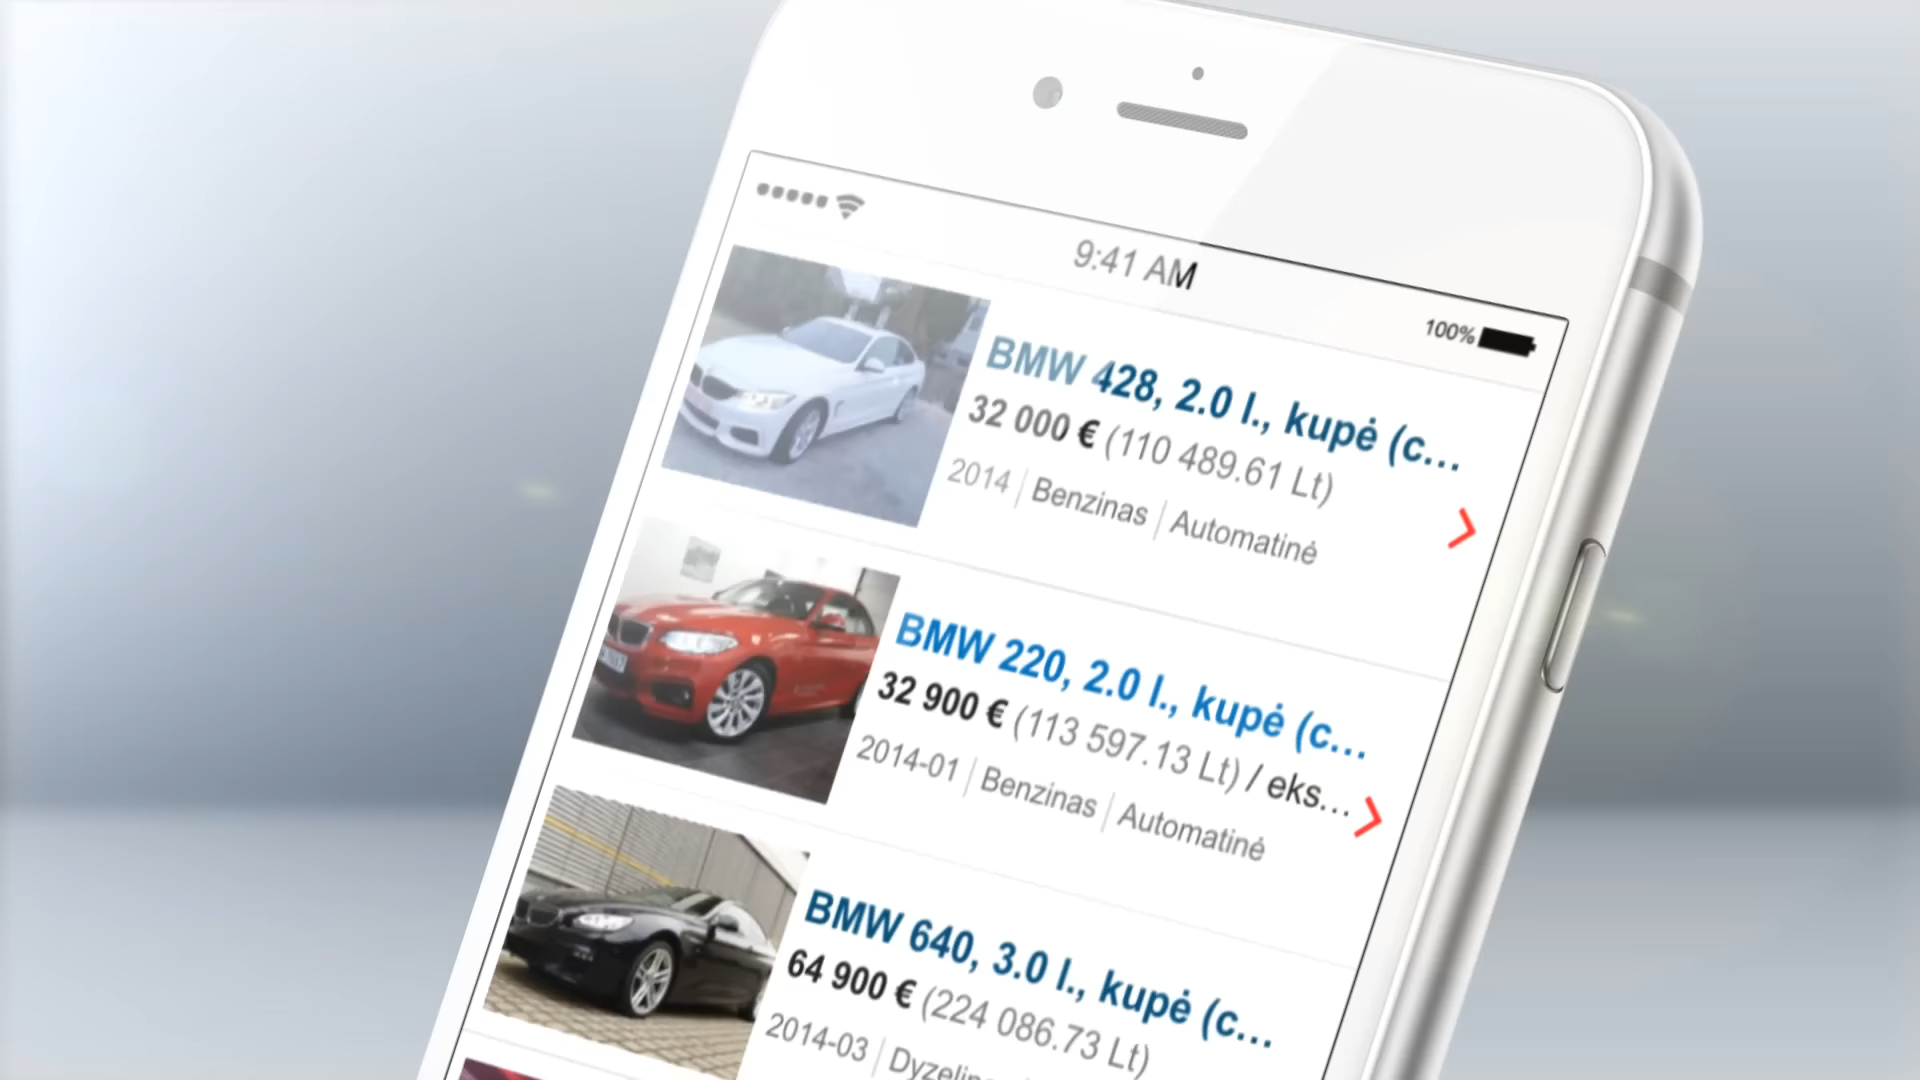 9:41 AM
100%
BMW 428, 2.0 l., kupė (c...
32 000 € (110 489.61 Lt)
2014 | Benzinas | Automatinė
BMW 220, 2.0 l., kupė (c...
32 900 € (113 597.13 Lt) / eks...
2014-01 | Benzinas | Automatinė
BMW 640, 3.0 l., kupė (c...
64 900 € (224 086.73 Lt)
2014-03 |